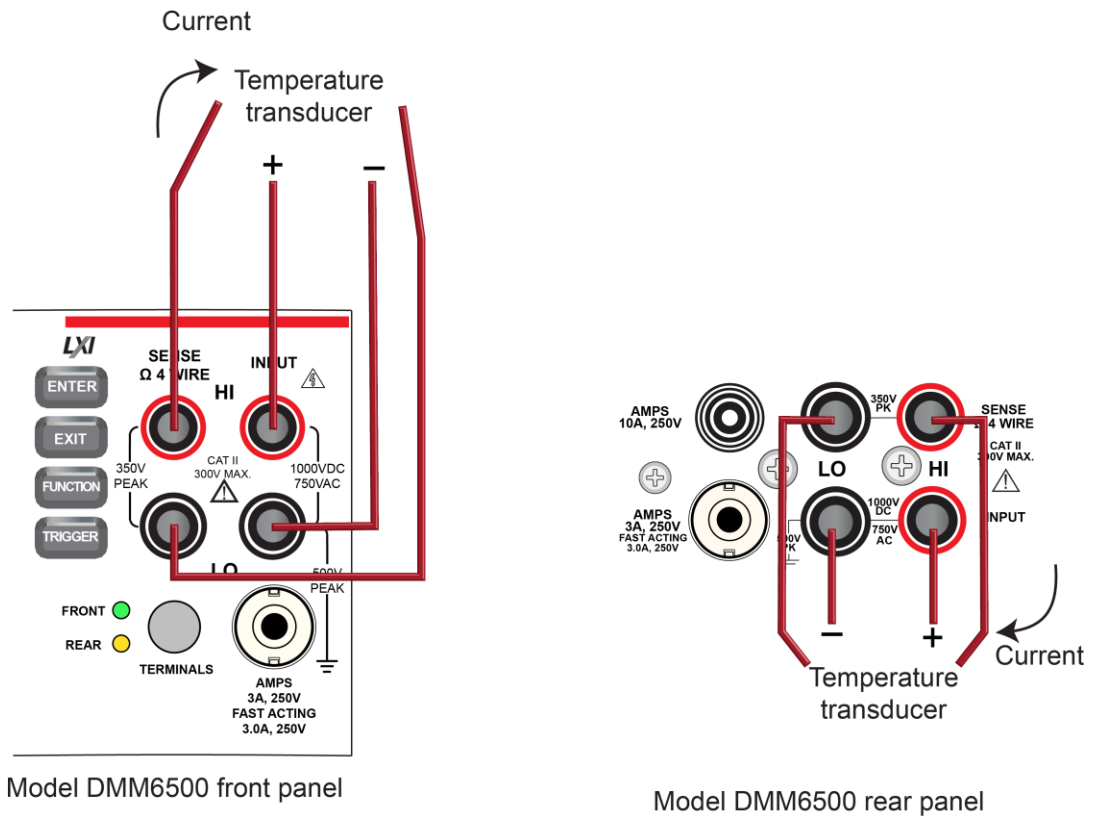 Current
Temperature
transducer
+
−
LXI
ENTER
EXIT
FUNCTION
TRIGGER
SENSE
Ω 4 WIRE
HI
INPUT
350V
PEAK
CAT II
300V MAX.
1000VDC
750VAC
LO
500V
PEAK
FRONT
REAR
TERMINALS
AMPS
3A, 250V
FAST ACTING
3.0A, 250V
Model DMM6500 front panel
AMPS
10A, 250V
350V
PK
SENSE
Ω 4 WIRE
CAT II
300V MAX.
LO
HI
AMPS
3A, 250V
FAST ACTING
3.0A, 250V
500V
PK
1000V
DC
750V
AC
INPUT
−
+
Current
Temperature
transducer
Model DMM6500 rear panel